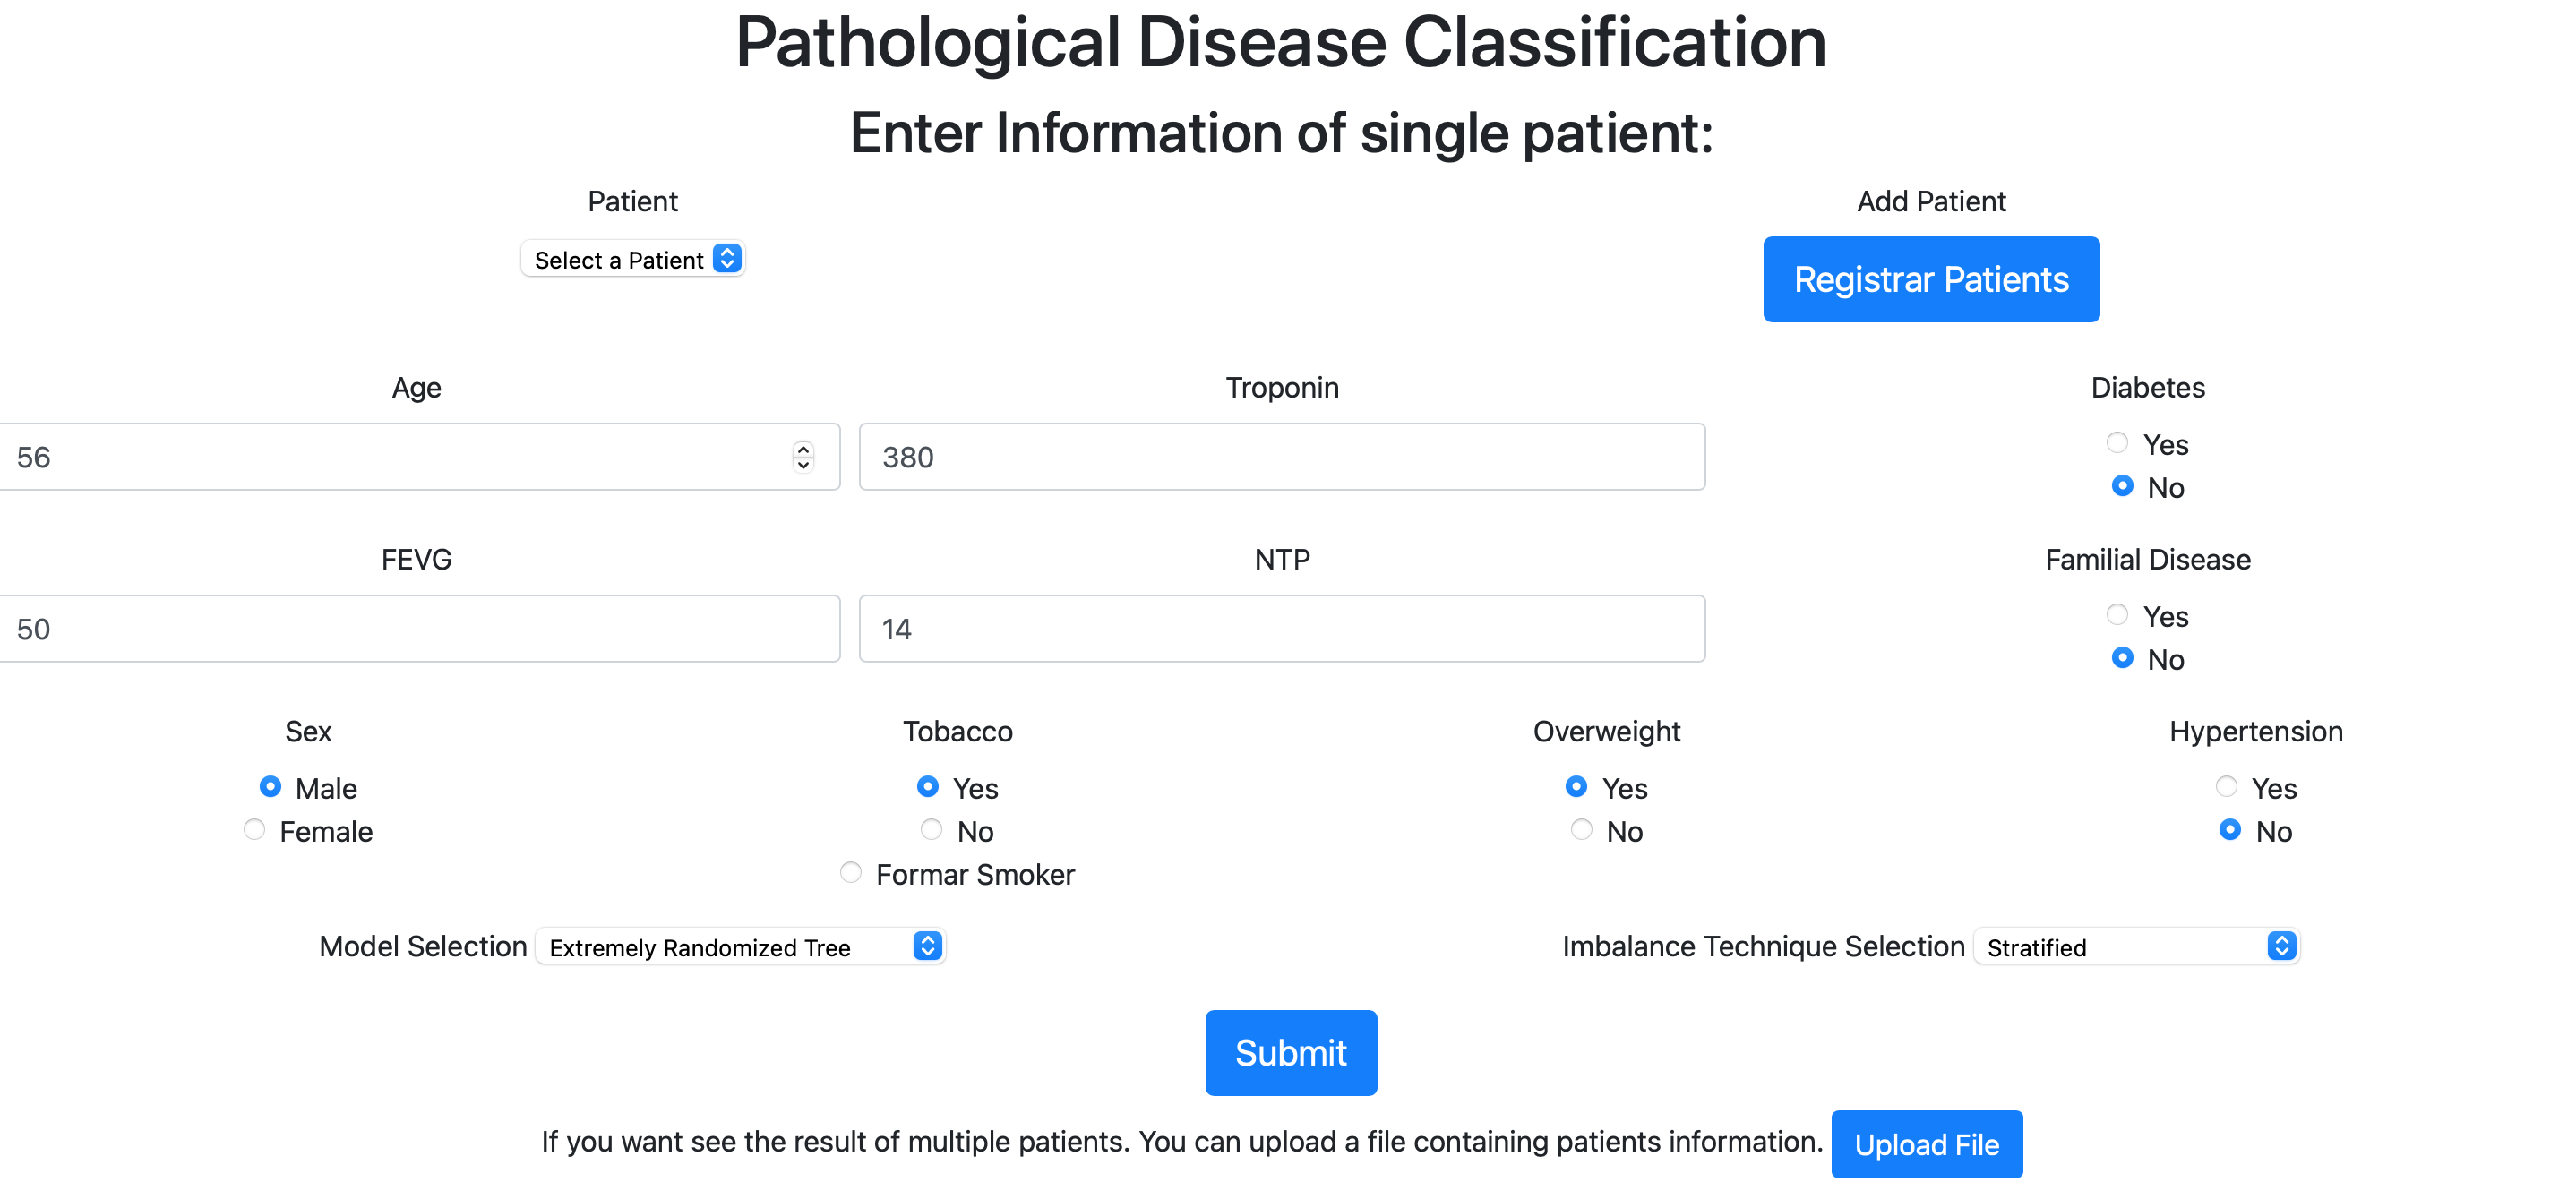 Pathological Disease Classification
Enter Information of single patient:
Patient Add Patient
Select a Patient Registrar Patients
Age Troponin Diabetes
56 380 Yes
No
FEVG NTP Familial Disease
50 14 Yes
No
Sex Tobacco Overweight Hypertension
Male Yes Yes Yes
Female No No No
Formar Smoker
Model Selection Extremely Randomized Tree Imbalance Technique Selection Stratified
Submit
If you want see the result of multiple patients. You can upload a file containing patients information. Upload File